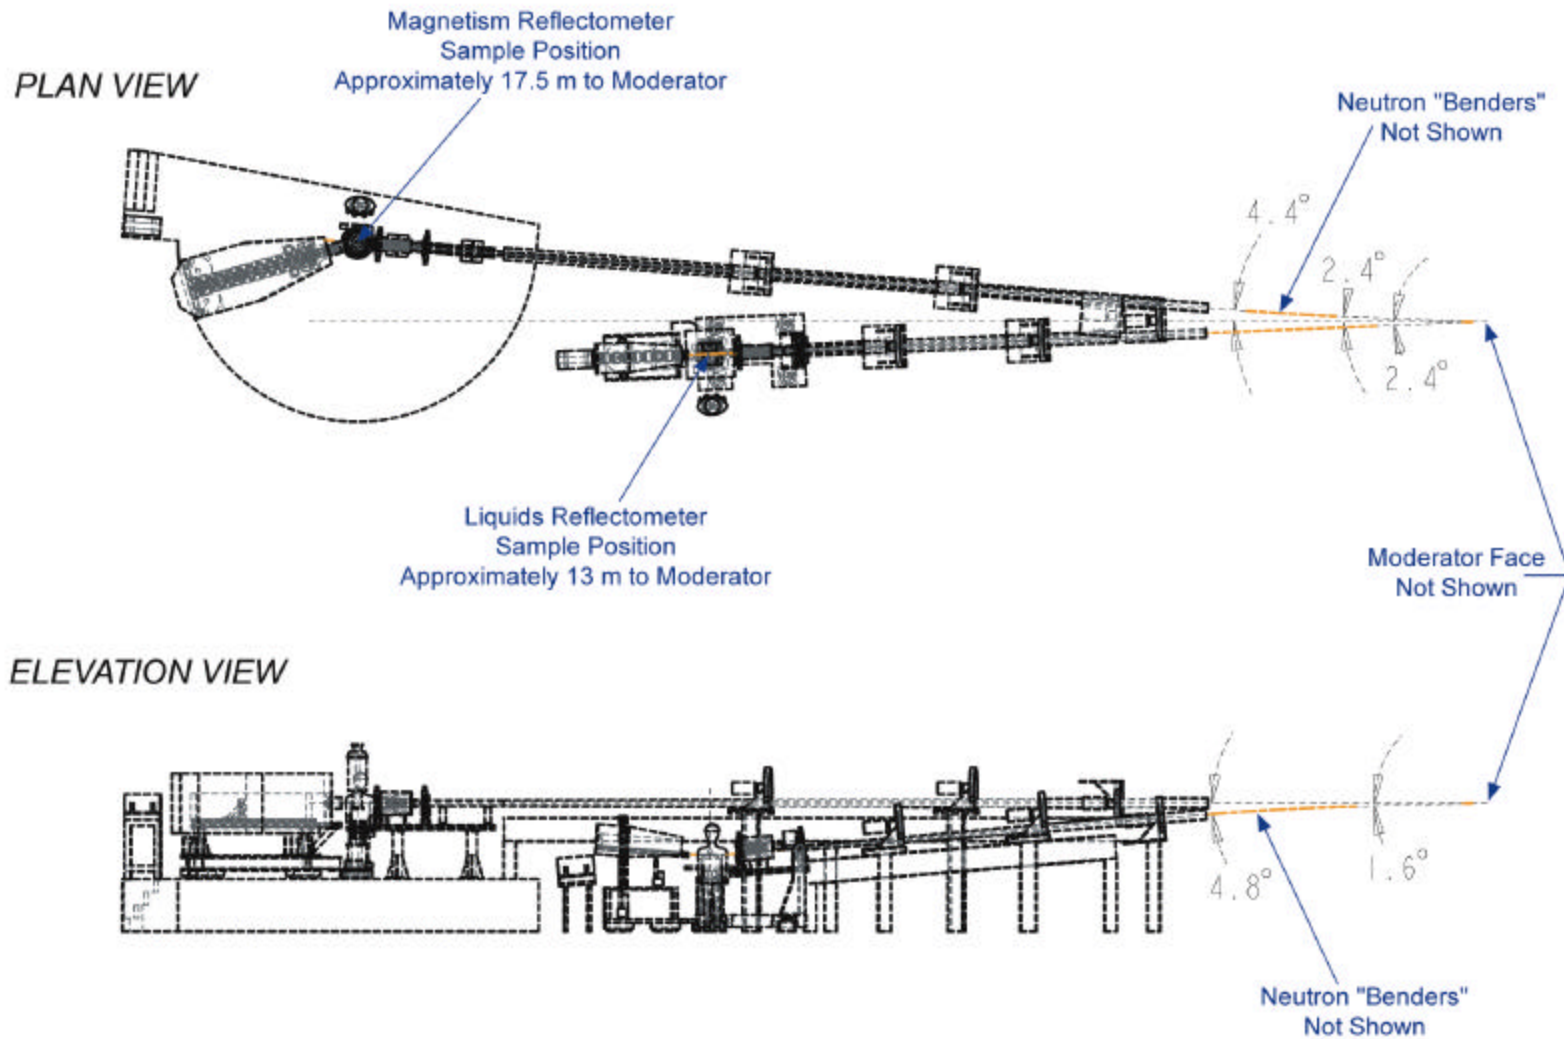 Magnetism Reflectometer
Sample Position
Approximately 17.5 m to Moderator
PLAN VIEW
Neutron "Benders"
Not Shown
4.4°
2.4°
2.4°
Liquids Reflectometer
Sample Position
Approximately 13 m to Moderator
Moderator Face
Not Shown
ELEVATION VIEW
4.8°
1.6°
Neutron "Benders"
Not Shown